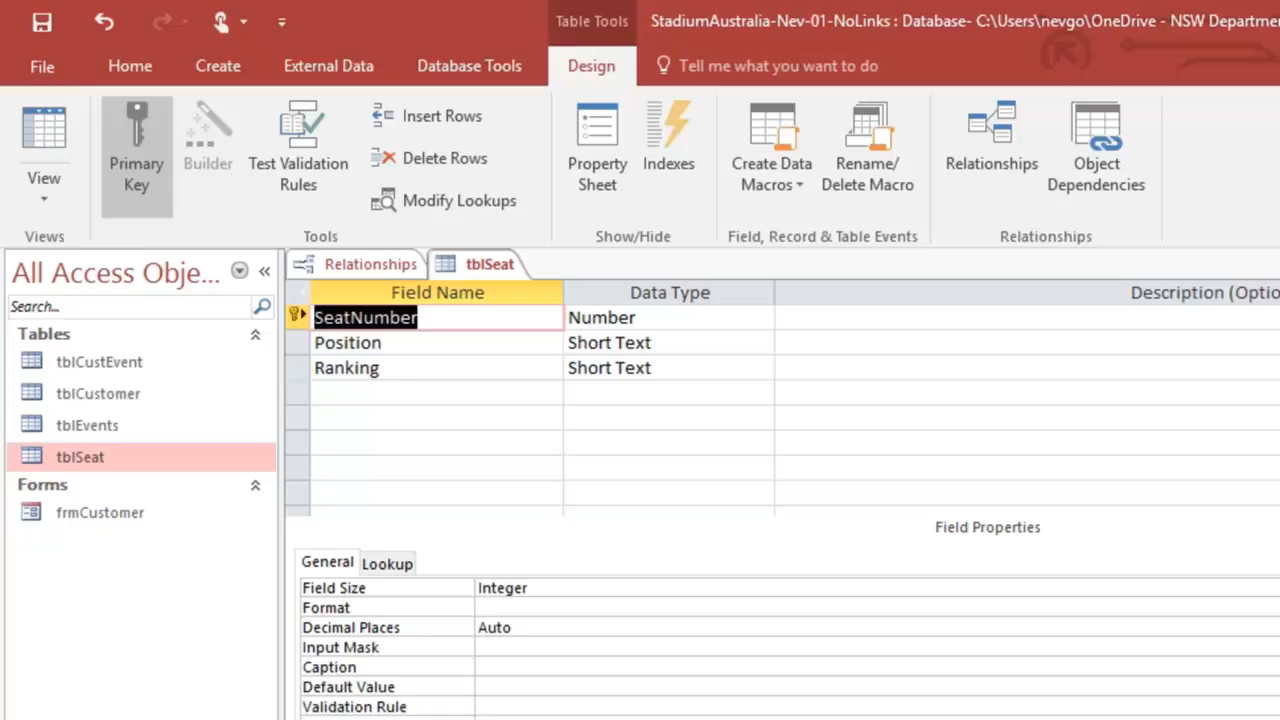 Table Tools
StadiumAustralia-Nev-01-NoLinks : Database- C:\Users\nevgo\OneDrive - NSW Department
File
Home
Create
External Data
Database Tools
Design
Tell me what you want to do
View
Primary
Key
Builder
Test Validation
Rules
Insert Rows
Delete Rows
Modify Lookups
Property
Sheet
Indexes
Create Data
Macros
Rename/
Delete Macro
Relationships
Object
Dependencies
Views
Tools
Show/Hide
Field, Record & Table Events
Relationships
All Access Obje...
Search...
Tables
tblCustEvent
tblCustomer
tblEvents
tblSeat
Forms
frmCustomer
Relationships
tblSeat
Field Name
Data Type
Description (Optio
SeatNumber
Number
Position
Short Text
Ranking
Short Text
Field Properties
General
Lookup
Field Size
Integer
Format
Decimal Places
Auto
Input Mask
Caption
Default Value
Validation Rule